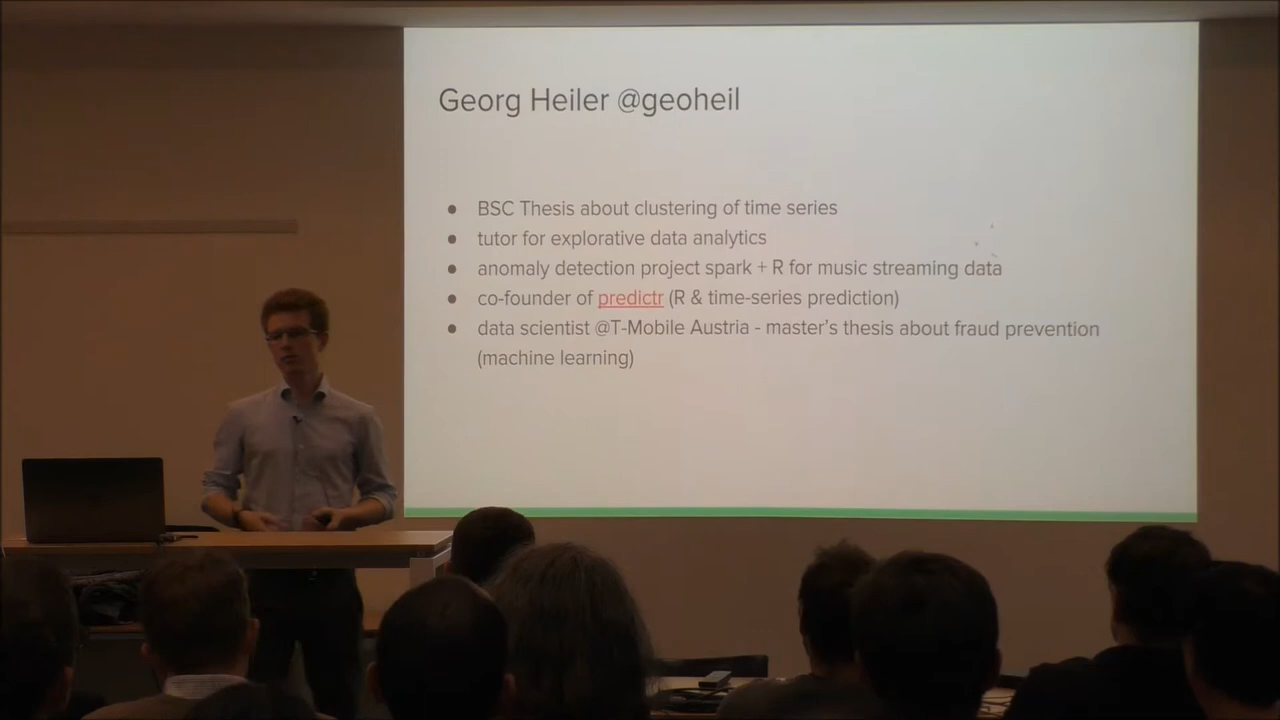 Georg Heiler @geoheil
● BSC Thesis about clustering of time series
● tutor for explorative data analytics
● anomaly detection project spark + R for music streaming data
● co-founder of predictr (R & time-series prediction)
● data scientist @T-Mobile Austria - master's thesis about fraud prevention
(machine learning)